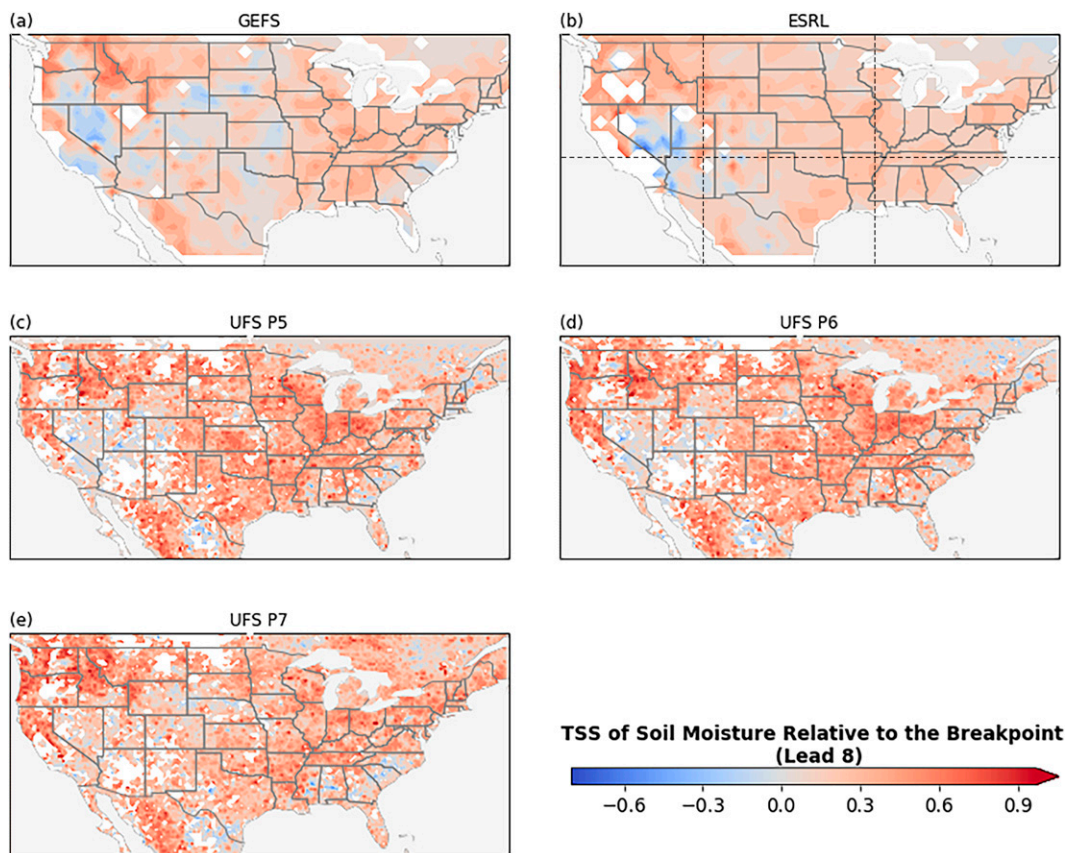 (a) GEFS
(b) ESRL
(c) UFS P5
(d) UFS P6
(e) UFS P7
TSS of Soil Moisture Relative to the Breakpoint
(Lead 8)
−0.6 −0.3 0.0 0.3 0.6 0.9